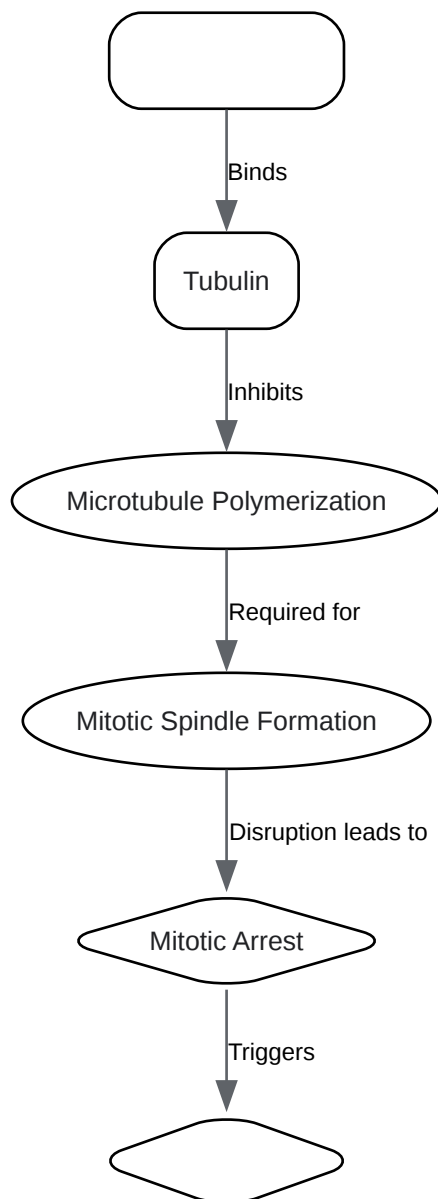 Binds
Tubulin
Inhibits
Microtubule Polymerization
Required for
Mitotic Spindle Formation
Disruption leads to
Mitotic Arrest
Triggers